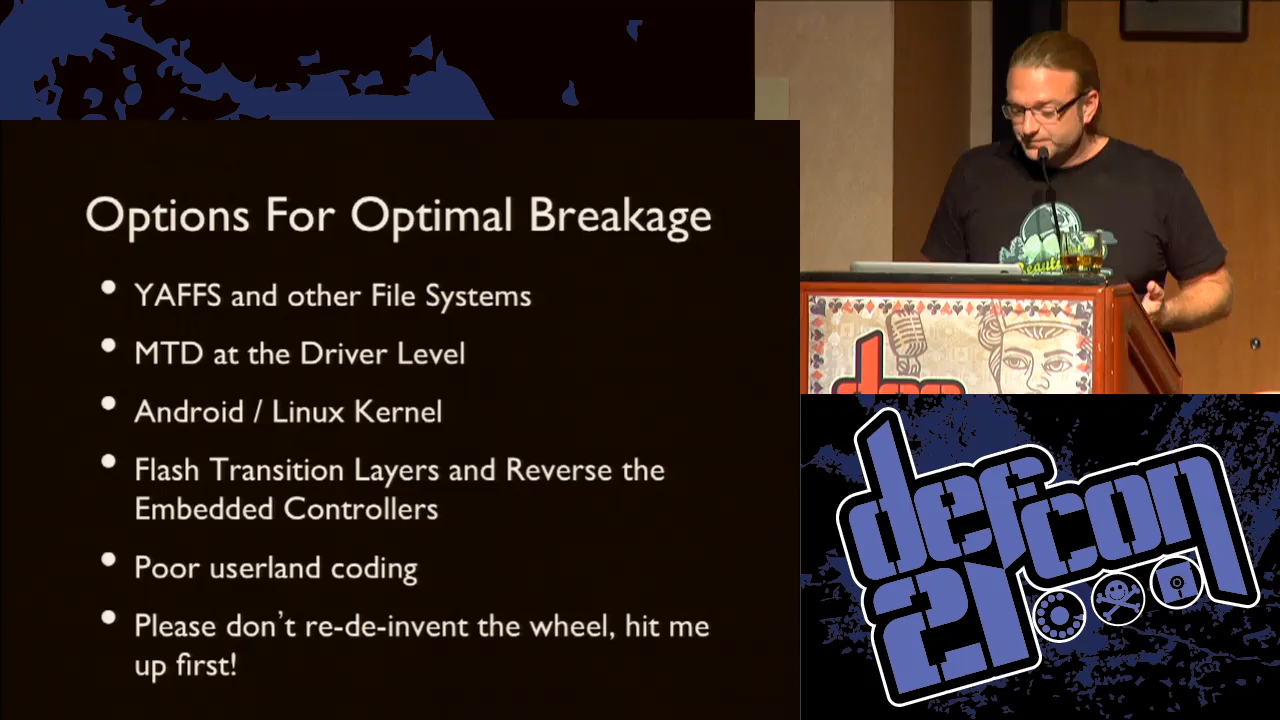 Options For Optimal Breakage
YAFFS and other File Systems
MTD at the Driver Level
Android / Linux Kernel
Flash Transition Layers and Reverse the
Embedded Controllers
Poor userland coding
Please don't re-de-invent the wheel, hit me
up first!
defcon
21